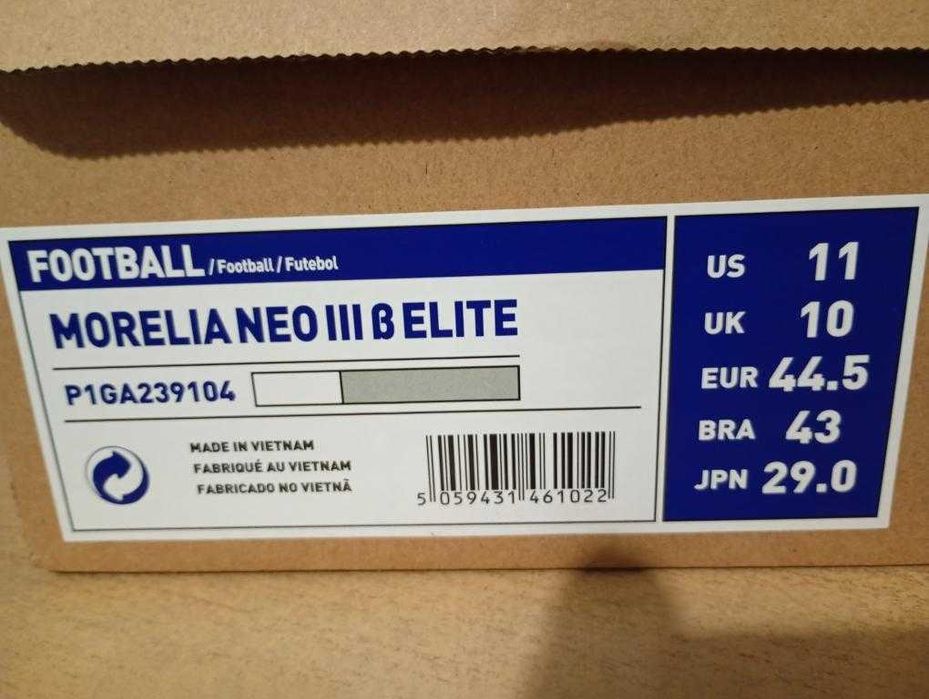 FOOTBALL / Football / Futebol
MORELIA NEO III β ELITE
P1GA239104
MADE IN VIETNAM
FABRIQUÉ AU VIETNAM
FABRICADO NO VIETNÃ
5 059431 461022
US 11
UK 10
EUR 44.5
BRA 43
JPN 29.0